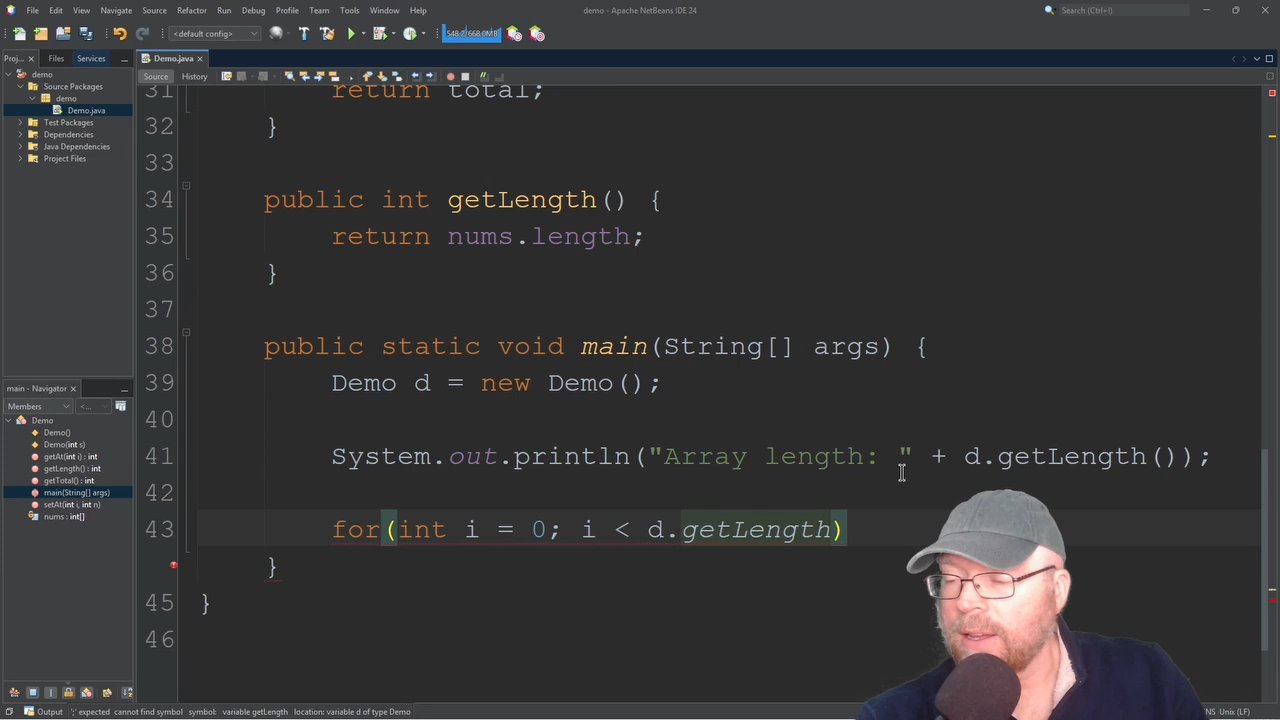 File Edit View Navigate Source Refactor Run Debug Profile Team Tools Window Help
demo - Apache NetBeans IDE 24
Search (Ctrl+I)
<default config>
548.2/668.0MB
Proj... Files Services
Demo.java
Source History
demo
Source Packages
demo
Demo.java
Test Packages
Dependencies
Java Dependencies
Project Files
31 return total;
32 }
33
34 public int getLength() {
35 return nums.length;
36 }
37
38 public static void main(String[] args) {
39 Demo d = new Demo();
40
41 System.out.println("Array length: " + d.getLength());
42
43 for(int i = 0; i < d.getLength)
}
45 }
46
main - Navigator
Members <...
Demo
Demo()
Demo(int s)
getAt(int i) : int
getLength() : int
getTotal() : int
main(String[] args)
setAt(int i, int n)
nums : int[]
Output
';' expected cannot find symbol symbol: variable getLength location: variable d of type Demo
Unix (LF)